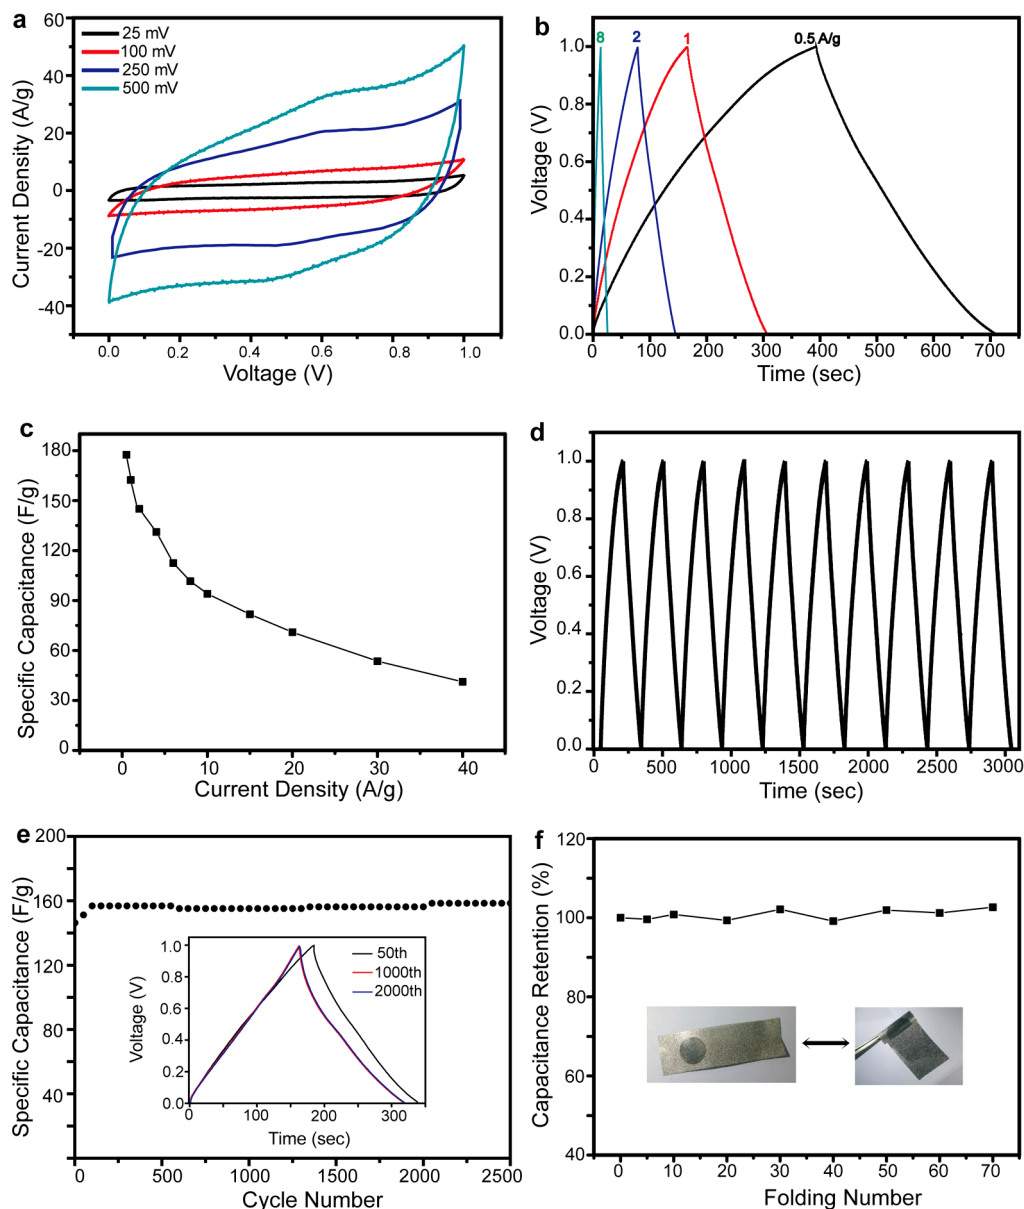 a
60
40
20
0
-20
-40
Current Density (A/g)
25 mV
100 mV
250 mV
500 mV
0.0 0.2 0.4 0.6 0.8 1.0
Voltage (V)
b
8 2 1 0.5 A/g
1.0
0.8
0.6
0.4
0.2
0.0
Voltage (V)
0 100 200 300 400 500 600 700
Time (sec)
c
180
150
120
90
60
30
0
Specific Capacitance (F/g)
0 10 20 30 40
Current Density (A/g)
d
1.0
0.8
0.6
0.4
0.2
0.0
Voltage (V)
0 500 1000 1500 2000 2500 3000
Time (sec)
e
200
160
120
80
40
Specific Capacitance (F/g)
1.0
0.8
0.6
0.4
0.2
0.0
Voltage (V)
50th
1000th
2000th
0 100 200 300
Time (sec)
0 500 1000 1500 2000 2500
Cycle Number
f
120
100
80
60
40
Capacitance Retention (%)
0 10 20 30 40 50 60 70
Folding Number